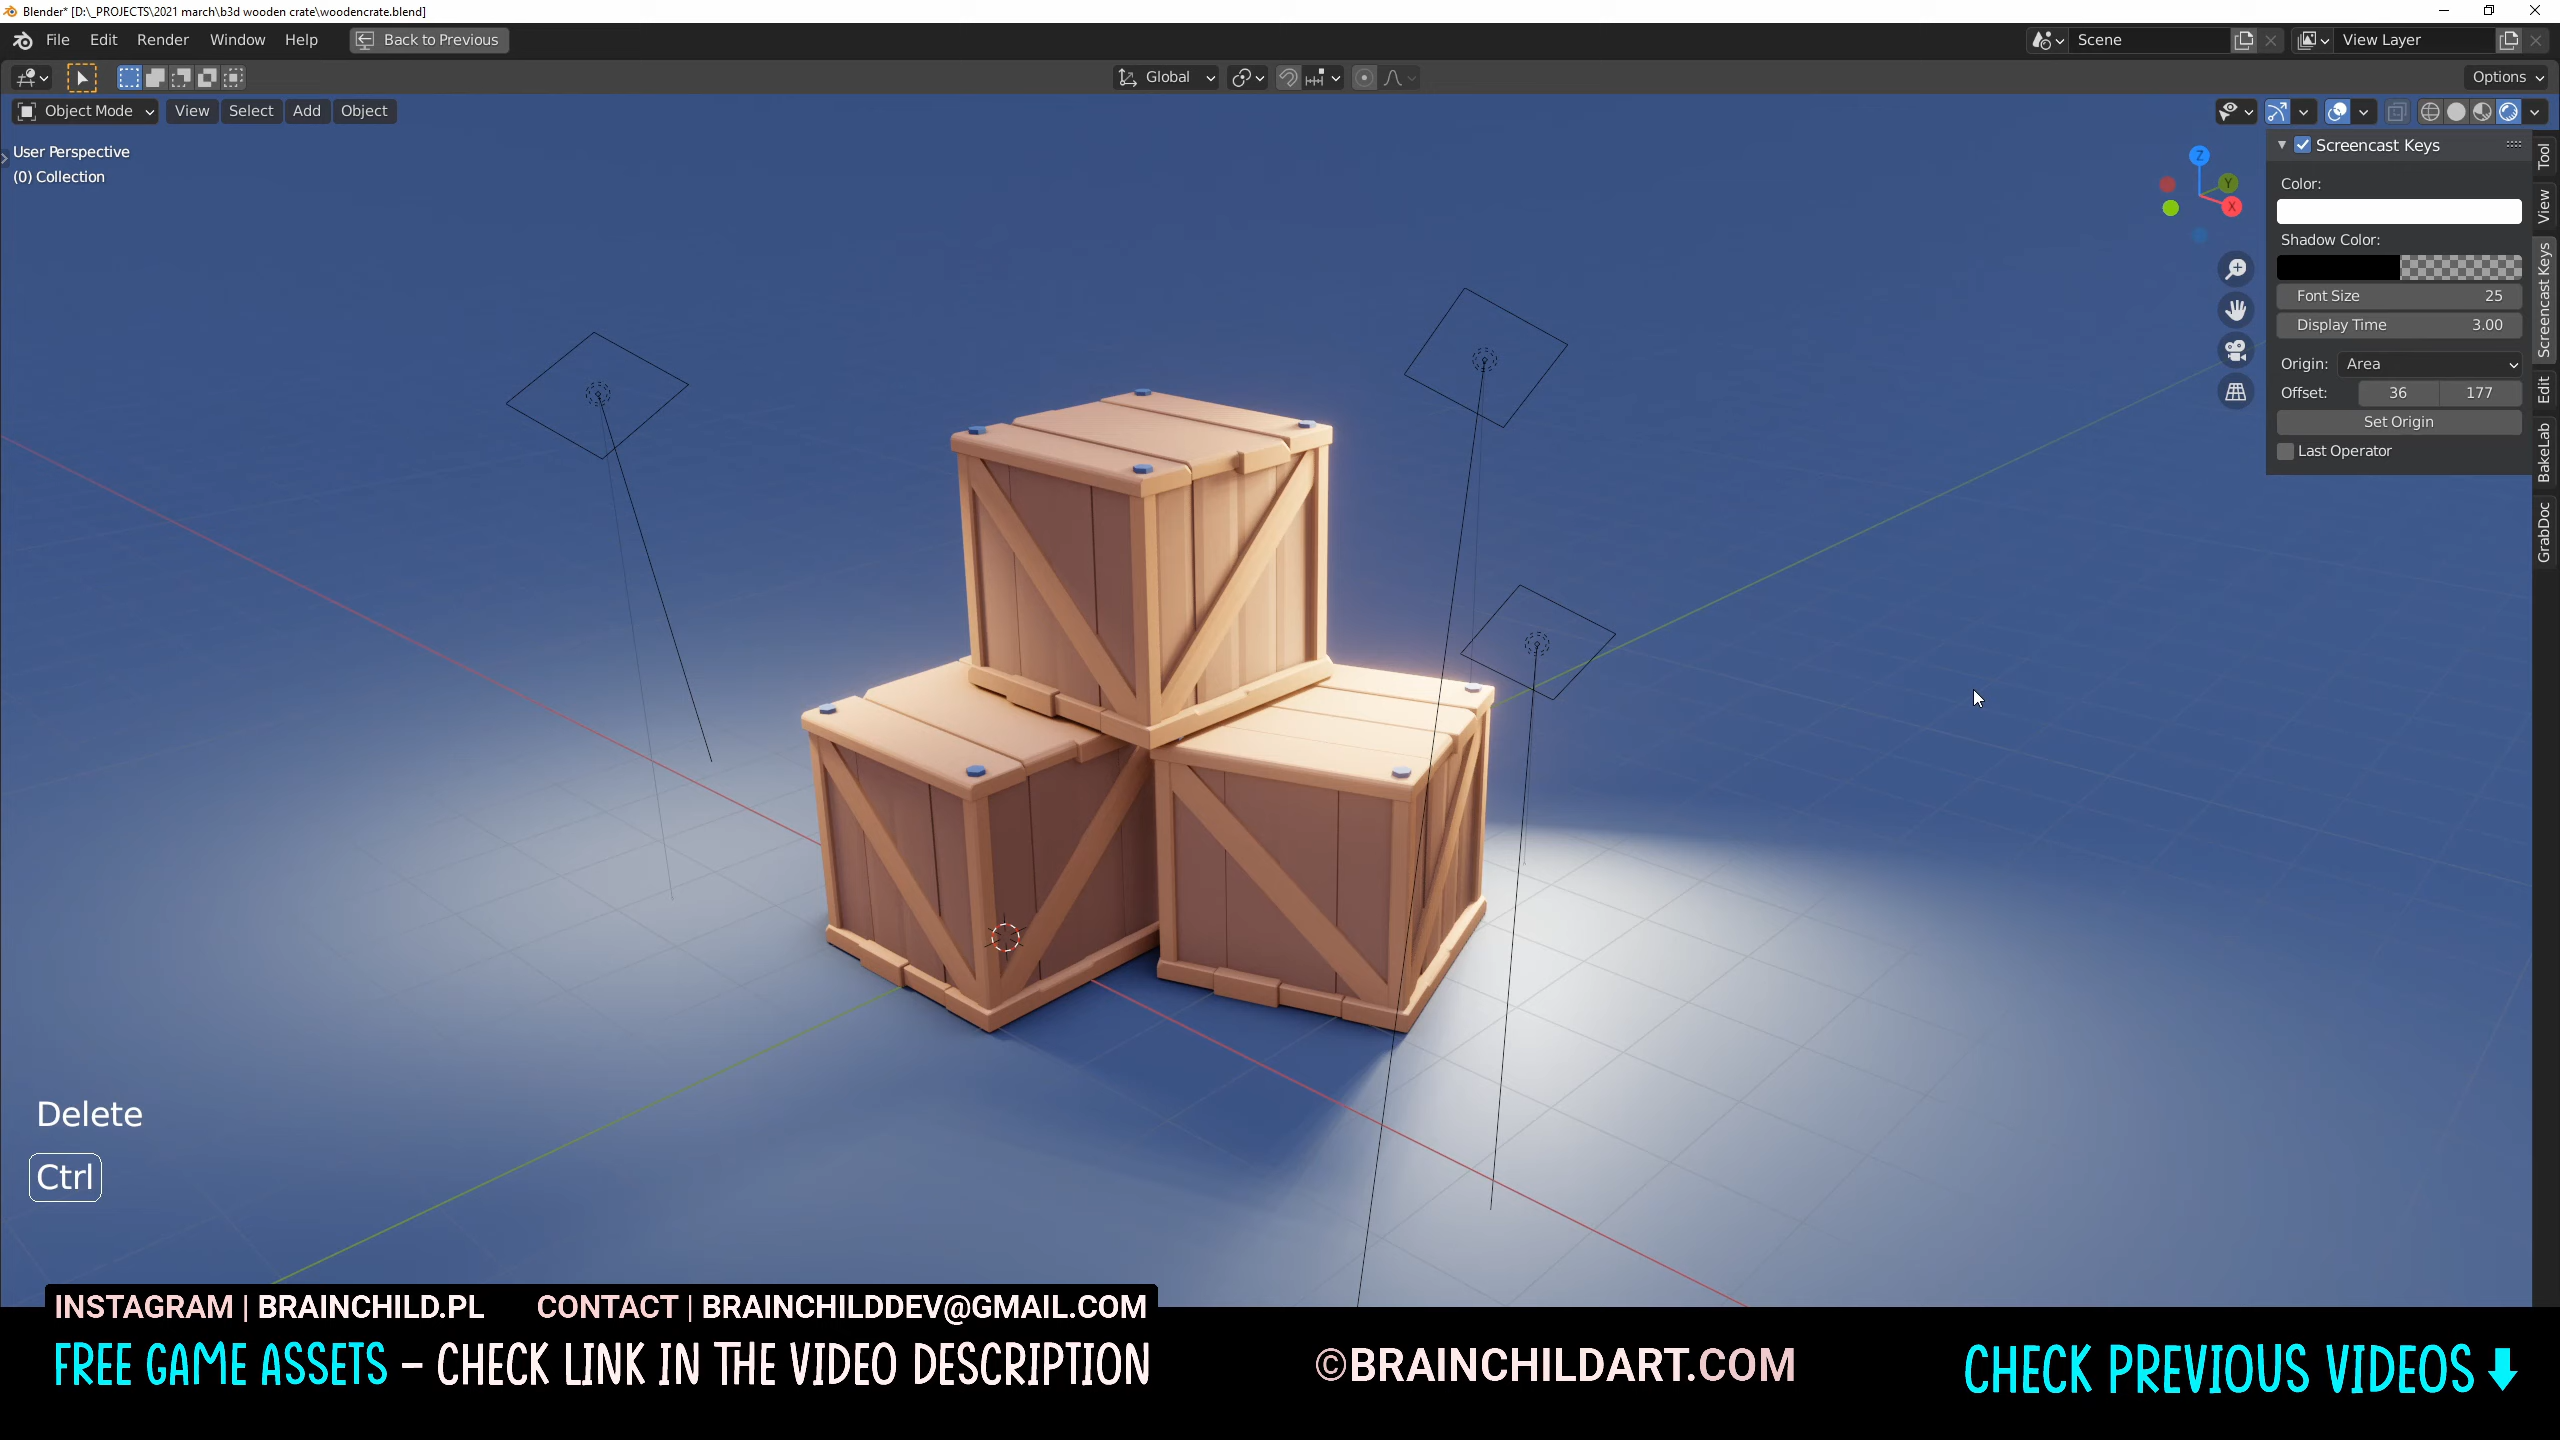 Blender* [D:\_PROJECTS\2021 march\b3d wooden crate\woodencrate.blend]
File Edit Render Window Help Back to Previous Scene View Layer
Global Options
Object Mode View Select Add Object
User Perspective
(0) Collection
Z
Y
X
Screencast Keys
Color:
Shadow Color:
Font Size 25
Display Time 3.00
Origin: Area
Offset: 36 177
Set Origin
Last Operator
Tool
View
Screencast Keys
Edit
BakeLab
GrabDoc
Delete
Ctrl
INSTAGRAM | BRAINCHILD.PL CONTACT | BRAINCHILDDEV@GMAIL.COM
FREE GAME ASSETS – CHECK LINK IN THE VIDEO DESCRIPTION
©BRAINCHILDART.COM
CHECK PREVIOUS VIDEOS